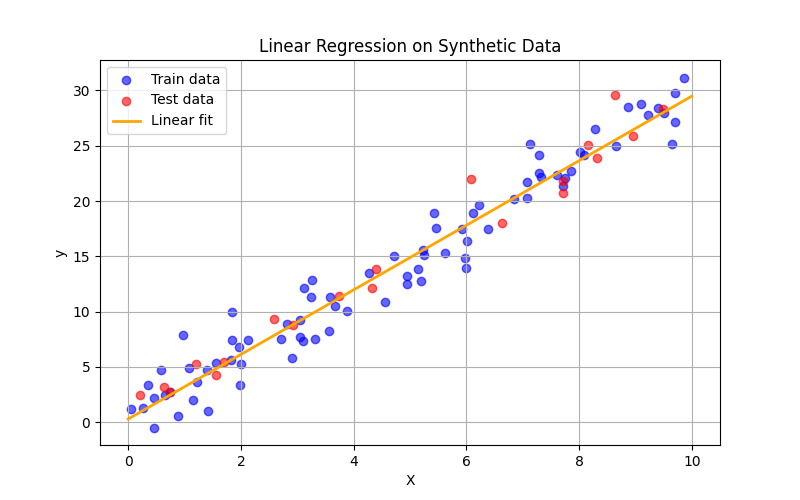 Linear Regression on Synthetic Data
Train data
Test data
Linear fit
30
25
20
15
10
5
0
y
0 2 4 6 8 10
X